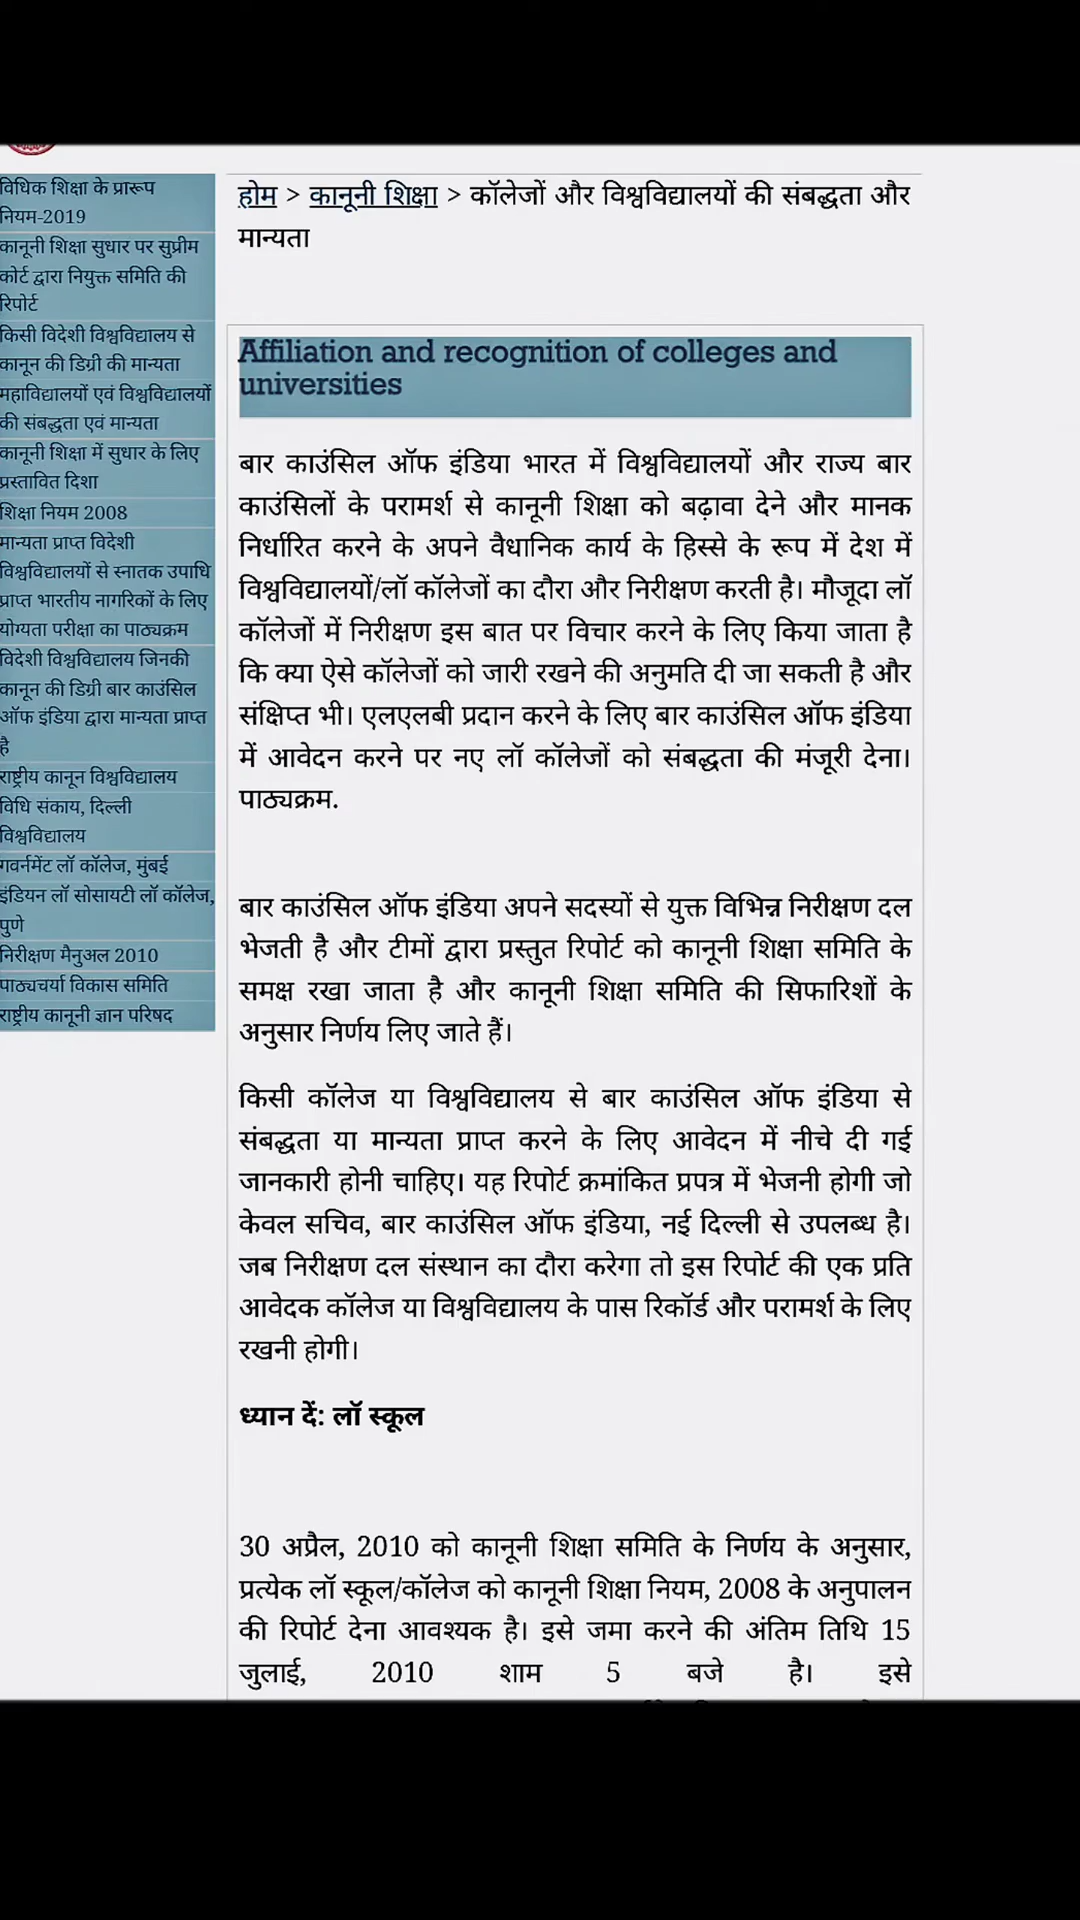 विधिक शिक्षा के प्रारूप
नियम-2019
कानूनी शिक्षा सुधार पर सुप्रीम
कोर्ट द्वारा नियुक्त समिति की
रिपोर्ट
किसी विदेशी विश्वविद्यालय से
कानून की डिग्री की मान्यता
महाविद्यालयों एवं विश्वविद्यालयों
की संबद्धता एवं मान्यता
कानूनी शिक्षा में सुधार के लिए
प्रस्तावित दिशा
शिक्षा नियम 2008
मान्यता प्राप्त विदेशी
विश्वविद्यालयों से स्नातक उपाधि
प्राप्त भारतीय नागरिकों के लिए
योग्यता परीक्षा का पाठ्यक्रम
विदेशी विश्वविद्यालय जिनकी
कानून की डिग्री बार काउंसिल
ऑफ इंडिया द्वारा मान्यता प्राप्त
है
राष्ट्रीय कानून विश्वविद्यालय
विधि संकाय, दिल्ली
विश्वविद्यालय
गवर्नमेंट लॉ कॉलेज, मुंबई
इंडियन लॉ सोसायटी लॉ कॉलेज,
पुणे
निरीक्षण मैनुअल 2010
पाठ्यचर्या विकास समिति
राष्ट्रीय कानूनी ज्ञान परिषद
होम > कानूनी शिक्षा > कॉलेजों और विश्वविद्यालयों की संबद्धता और
मान्यता
Affiliation and recognition of colleges and
universities
बार काउंसिल ऑफ इंडिया भारत में विश्वविद्यालयों और राज्य बार
काउंसिलों के परामर्श से कानूनी शिक्षा को बढ़ावा देने और मानक
निर्धारित करने के अपने वैधानिक कार्य के हिस्से के रूप में देश में
विश्वविद्यालयों/लॉ कॉलेजों का दौरा और निरीक्षण करती है। मौजूदा लॉ
कॉलेजों में निरीक्षण इस बात पर विचार करने के लिए किया जाता है
कि क्या ऐसे कॉलेजों को जारी रखने की अनुमति दी जा सकती है और
संक्षिप्त भी। एलएलबी प्रदान करने के लिए बार काउंसिल ऑफ इंडिया
में आवेदन करने पर नए लॉ कॉलेजों को संबद्धता की मंजूरी देना।
पाठ्यक्रम.
बार काउंसिल ऑफ इंडिया अपने सदस्यों से युक्त विभिन्न निरीक्षण दल
भेजती है और टीमों द्वारा प्रस्तुत रिपोर्ट को कानूनी शिक्षा समिति के
समक्ष रखा जाता है और कानूनी शिक्षा समिति की सिफारिशों के
अनुसार निर्णय लिए जाते हैं।
किसी कॉलेज या विश्वविद्यालय से बार काउंसिल ऑफ इंडिया से
संबद्धता या मान्यता प्राप्त करने के लिए आवेदन में नीचे दी गई
जानकारी होनी चाहिए। यह रिपोर्ट क्रमांकित प्रपत्र में भेजनी होगी जो
केवल सचिव, बार काउंसिल ऑफ इंडिया, नई दिल्ली से उपलब्ध है।
जब निरीक्षण दल संस्थान का दौरा करेगा तो इस रिपोर्ट की एक प्रति
आवेदक कॉलेज या विश्वविद्यालय के पास रिकॉर्ड और परामर्श के लिए
रखनी होगी।
ध्यान दें: लॉ स्कूल
30 अप्रैल, 2010 को कानूनी शिक्षा समिति के निर्णय के अनुसार,
प्रत्येक लॉ स्कूल/कॉलेज को कानूनी शिक्षा नियम, 2008 के अनुपालन
की रिपोर्ट देना आवश्यक है। इसे जमा करने की अंतिम तिथि 15
जुलाई, 2010 शाम 5 बजे है। इसे